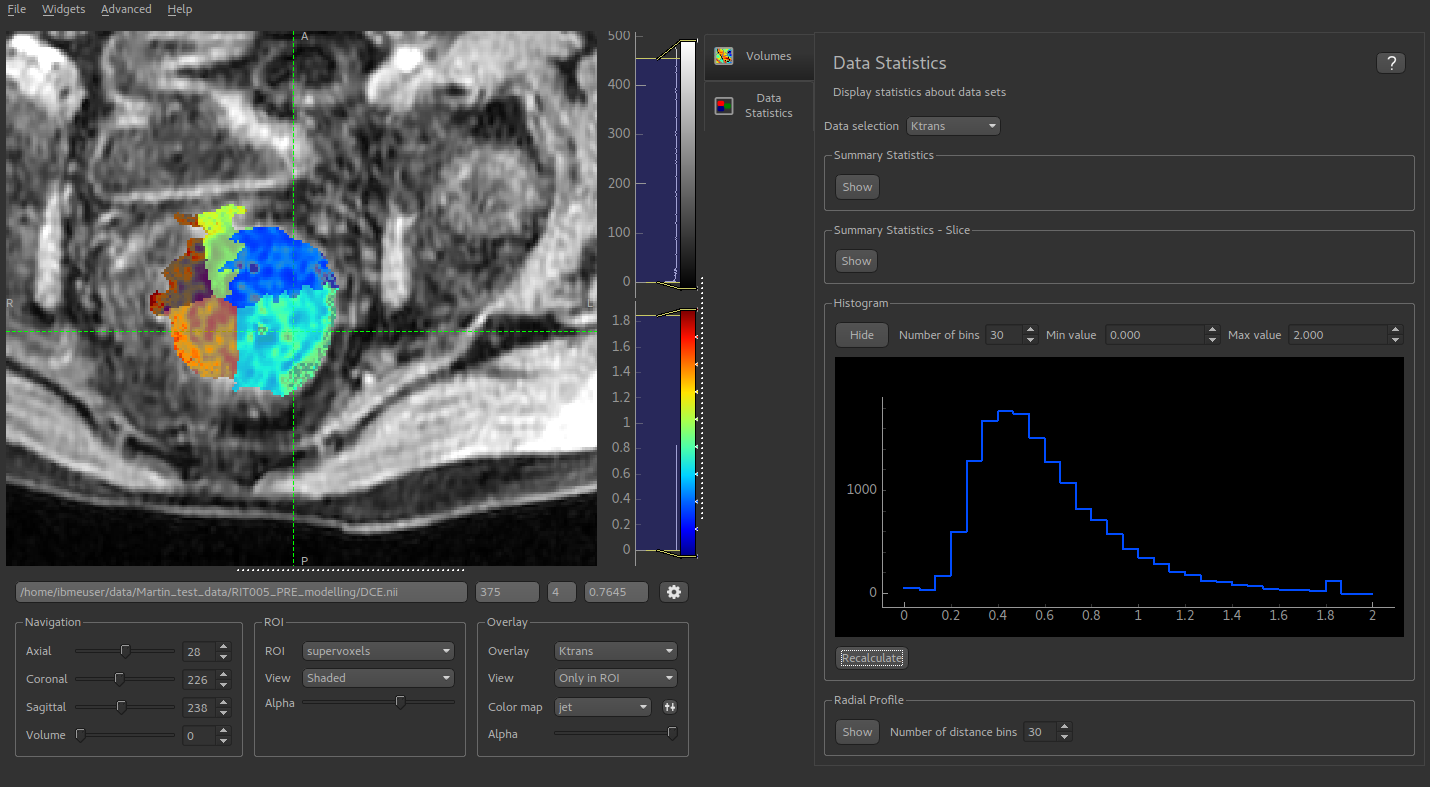 File Widgets Advanced Help
A
R
L
P
500
400
300
200
100
0
1.8
1.6
1.4
1.2
1
0.8
0.6
0.4
0.2
0
/home/ibmeuser/data/Martin_test_data/RIT005_PRE_modelling/DCE.nii 375 4 0.7645
Navigation
Axial 28
Coronal 226
Sagittal 238
Volume 0
ROI
ROI supervoxels
View Shaded
Alpha
Overlay
Overlay Ktrans
View Only in ROI
Color map jet
Alpha
Volumes
Data
Statistics
Data Statistics ?
Display statistics about data sets
Data selection Ktrans
Summary Statistics
Show
Summary Statistics - Slice
Show
Histogram
Hide Number of bins 30 Min value 0.000 Max value 2.000
1000
0
0 0.2 0.4 0.6 0.8 1 1.2 1.4 1.6 1.8 2
Recalculate
Radial Profile
Show Number of distance bins 30